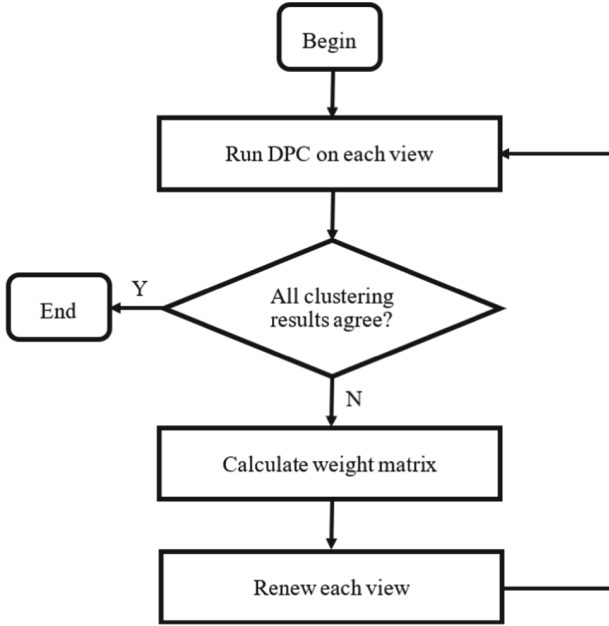 Begin
Run DPC on each view
All clustering
results agree?
Y
End
N
Calculate weight matrix
Renew each view